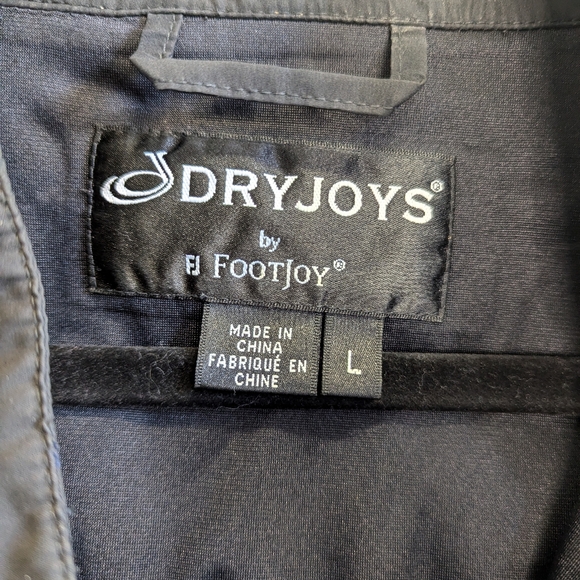 DRYJOYS®
by
FJ FOOTJOY®
MADE IN
CHINA
FABRIQUÉ EN
CHINE
L